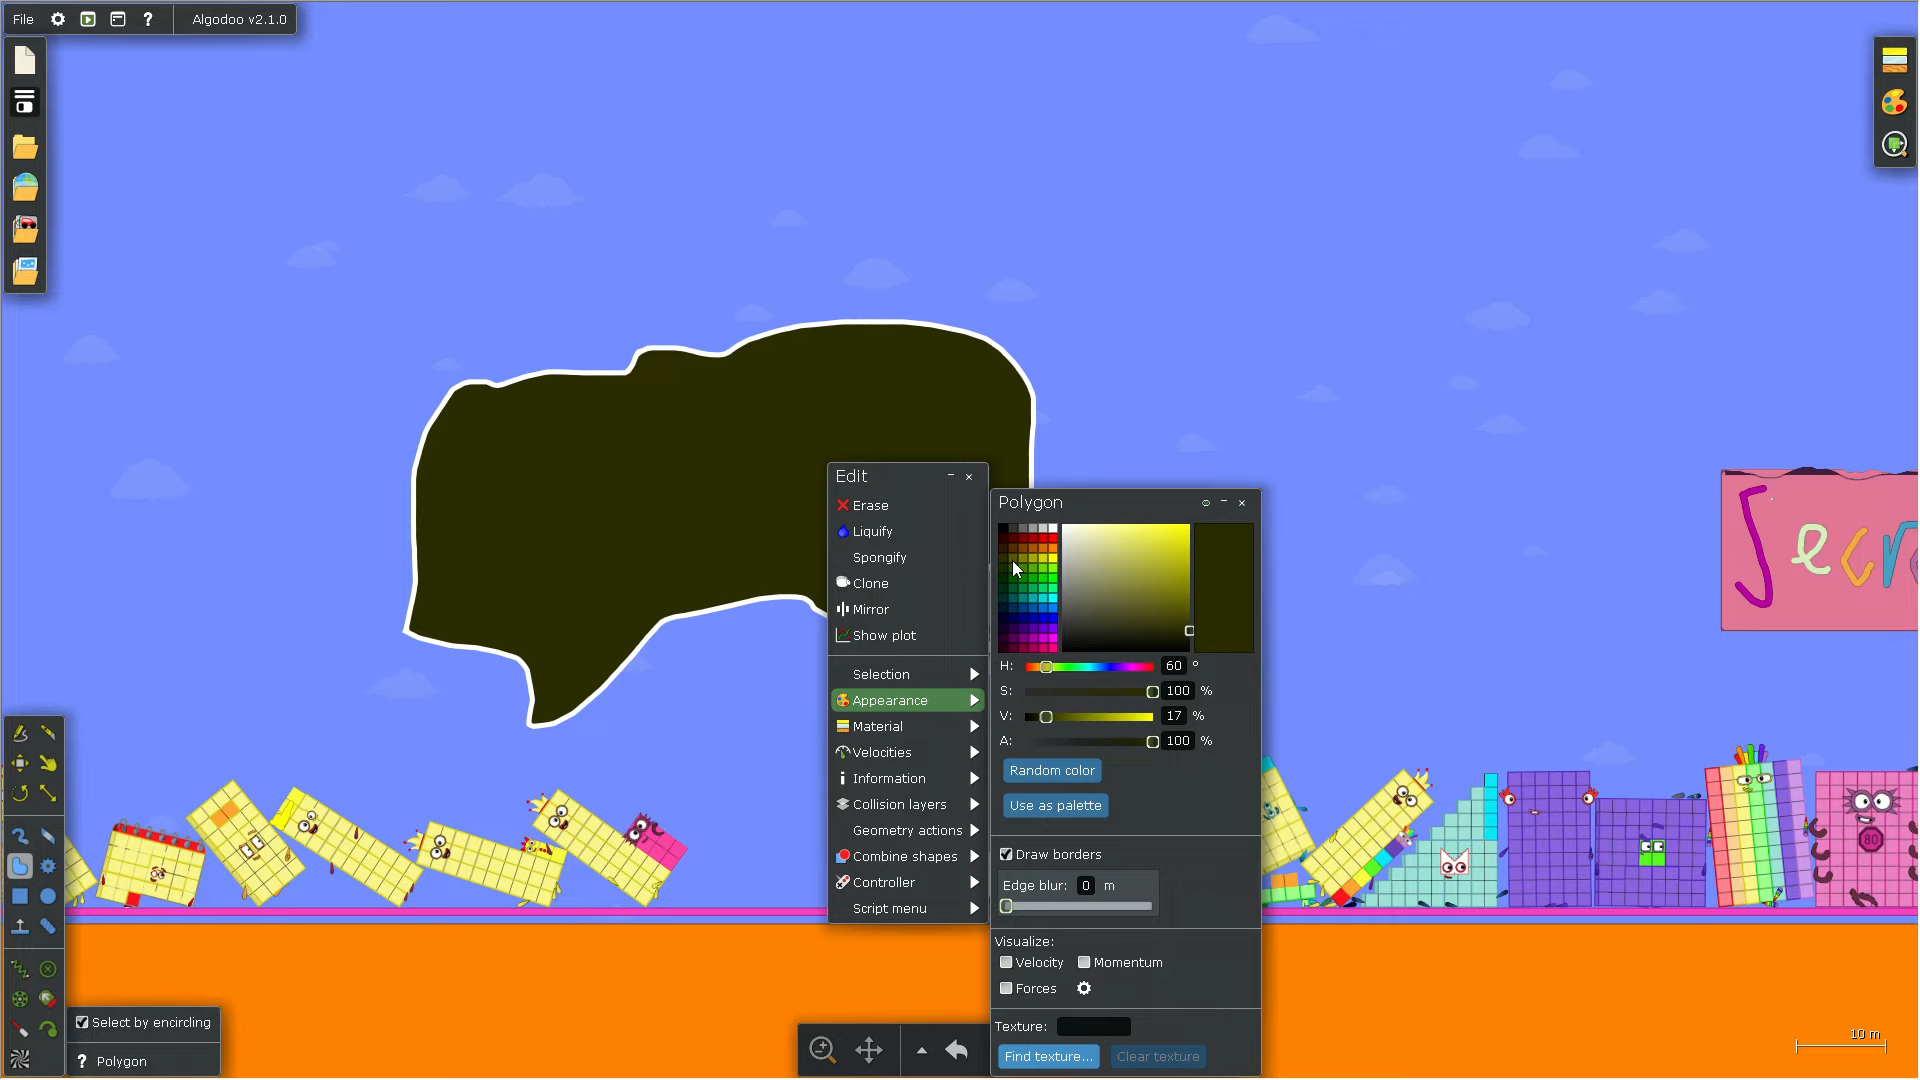 File ? Algodoo v2.1.0
Edit
Erase
Liquify
Spongify
Clone
Mirror
Show plot
Selection
Appearance
Material
Velocities
Information
Collision layers
Geometry actions
Combine shapes
Controller
Script menu
Polygon
H: 60 °
S: 100 %
V: 17 %
A: 100 %
Random color
Use as palette
Draw borders
Edge blur: 0 m
Visualize:
Velocity Momentum
Forces
Texture:
Find texture... Clear texture
Secr
80
10 m
Select by encircling
? Polygon